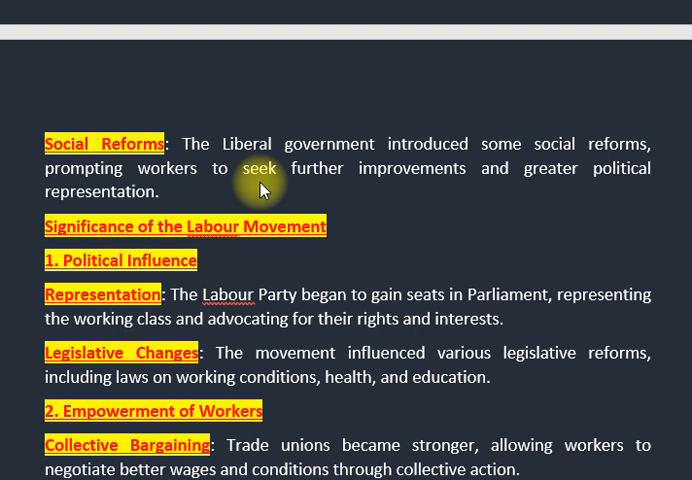 Social Reforms: The Liberal government introduced some social reforms,
prompting workers to seek further improvements and greater political
representation.
Significance of the Labour Movement
1. Political Influence
Representation: The Labour Party began to gain seats in Parliament, representing
the working class and advocating for their rights and interests.
Legislative Changes: The movement influenced various legislative reforms,
including laws on working conditions, health, and education.
2. Empowerment of Workers
Collective Bargaining: Trade unions became stronger, allowing workers to
negotiate better wages and conditions through collective action.